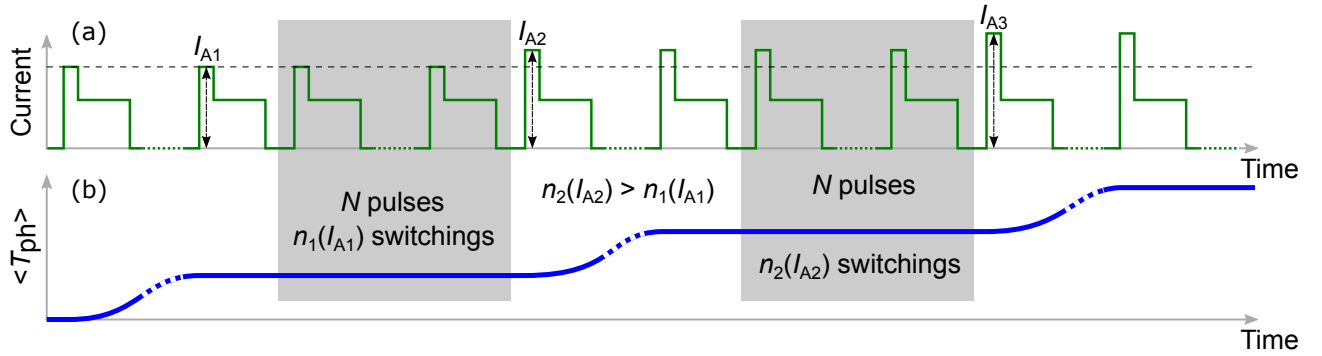 (a)
I_A1
I_A2
I_A3
Current
Time
(b)
N pulses
n_1(I_A1) switchings
n_2(I_A2) > n_1(I_A1)
N pulses
n_2(I_A2) switchings
<T_ph>
Time